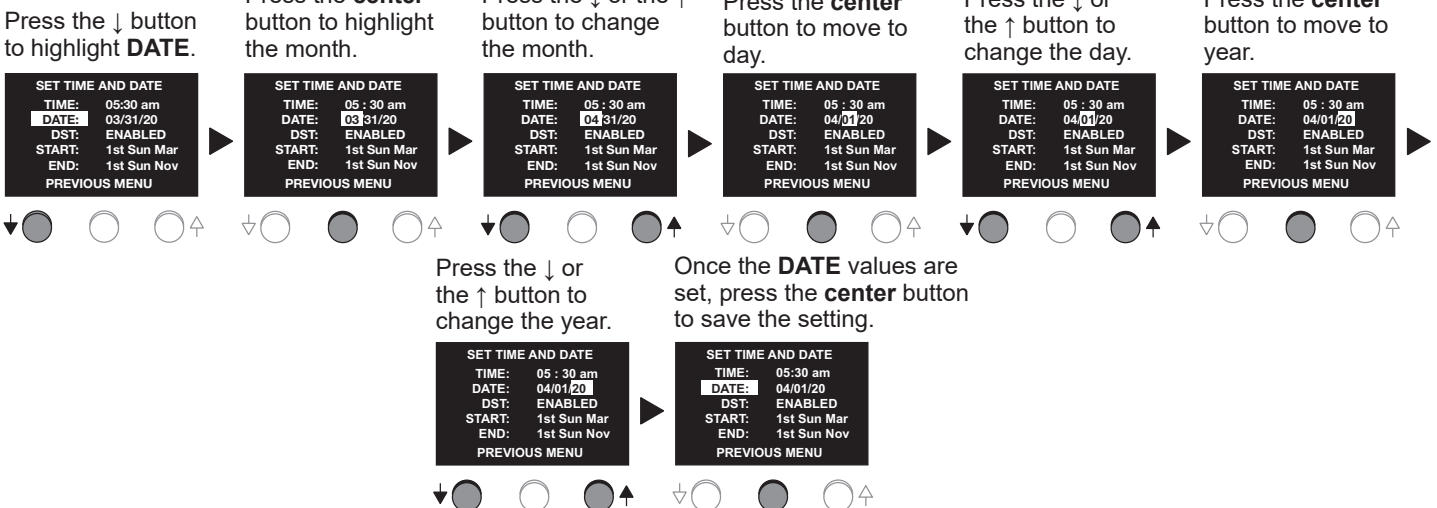 Press the ↓ button
to highlight DATE.
SET TIME AND DATE
TIME: 05:30 am
DATE: 03/31/20
DST: ENABLED
START: 1st Sun Mar
END: 1st Sun Nov
PREVIOUS MENU
Press the center
button to highlight
the month.
SET TIME AND DATE
TIME: 05 : 30 am
DATE: 03 31/20
DST: ENABLED
START: 1st Sun Mar
END: 1st Sun Nov
PREVIOUS MENU
Press the ↓ or the ↑
button to change
the month.
SET TIME AND DATE
TIME: 05 : 30 am
DATE: 04 31/20
DST: ENABLED
START: 1st Sun Mar
END: 1st Sun Nov
PREVIOUS MENU
Press the center
button to move to
day.
SET TIME AND DATE
TIME: 05 : 30 am
DATE: 04/01/20
DST: ENABLED
START: 1st Sun Mar
END: 1st Sun Nov
PREVIOUS MENU
Press the ↓ or
the ↑ button to
change the day.
SET TIME AND DATE
TIME: 05 : 30 am
DATE: 04/01/20
DST: ENABLED
START: 1st Sun Mar
END: 1st Sun Nov
PREVIOUS MENU
Press the center
button to move to
year.
SET TIME AND DATE
TIME: 05 : 30 am
DATE: 04/01/20
DST: ENABLED
START: 1st Sun Mar
END: 1st Sun Nov
PREVIOUS MENU
Press the ↓ or
the ↑ button to
change the year.
SET TIME AND DATE
TIME: 05 : 30 am
DATE: 04/01/20
DST: ENABLED
START: 1st Sun Mar
END: 1st Sun Nov
PREVIOUS MENU
Once the DATE values are
set, press the center button
to save the setting.
SET TIME AND DATE
TIME: 05:30 am
DATE: 04/01/20
DST: ENABLED
START: 1st Sun Mar
END: 1st Sun Nov
PREVIOUS MENU